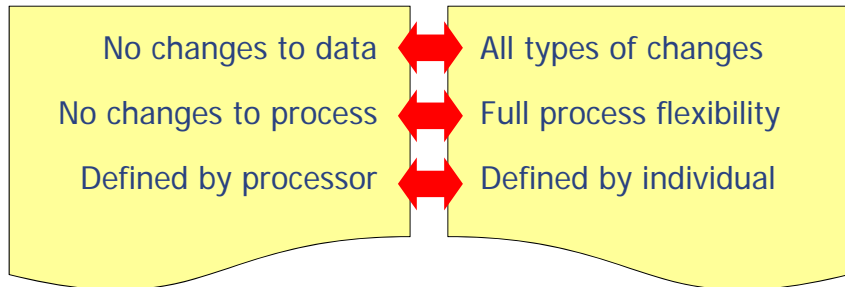 No changes to data
All types of changes
No changes to process
Full process flexibility
Defined by processor
Defined by individual